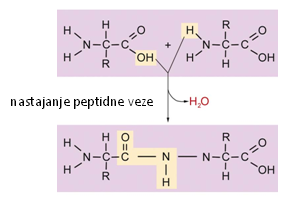 H H O H R O
N C C + N C C
H R OH H H OH
nastajanje peptidne veze
H₂O
H O R
H O
N C C N N C C
H OH
R H H